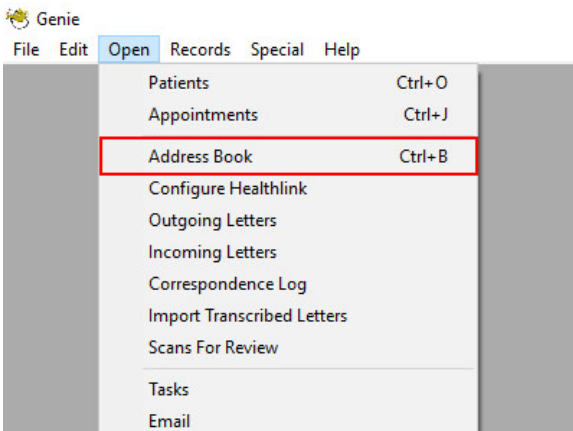 Genie
File Edit Open Records Special Help
Patients Ctrl+O
Appointments Ctrl+J
Address Book Ctrl+B
Configure Healthlink
Outgoing Letters
Incoming Letters
Correspondence Log
Import Transcribed Letters
Scans For Review
Tasks
Email